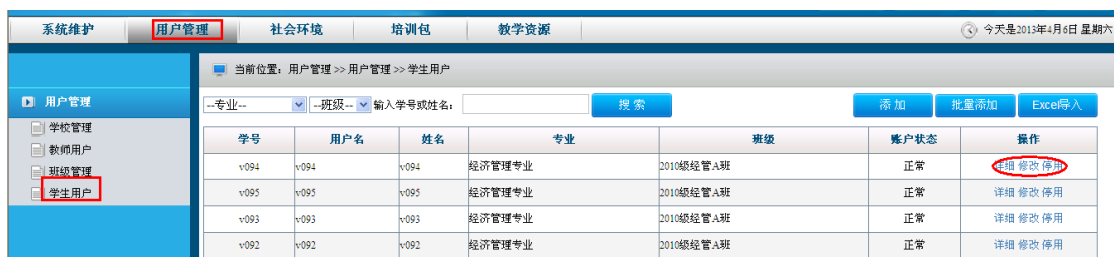 系统维护 用户管理 社会环境 培训包 教学资源 今天是2013年4月6日 星期六
当前位置：用户管理 >> 用户管理 >> 学生用户
用户管理
学校管理
教师用户
班级管理
学生用户
--专业-- --班级-- 输入学号或姓名： 搜 索 添 加 批量添加 Excel导入
学号 用户名 姓名 专业 班级 账户状态 操作
v094 v094 v094 经济管理专业 2010级经管A班 正常 详细 修改 停用
v095 v095 v095 经济管理专业 2010级经管A班 正常 详细 修改 停用
v093 v093 v093 经济管理专业 2010级经管A班 正常 详细 修改 停用
v092 v092 v092 经济管理专业 2010级经管A班 正常 详细 修改 停用